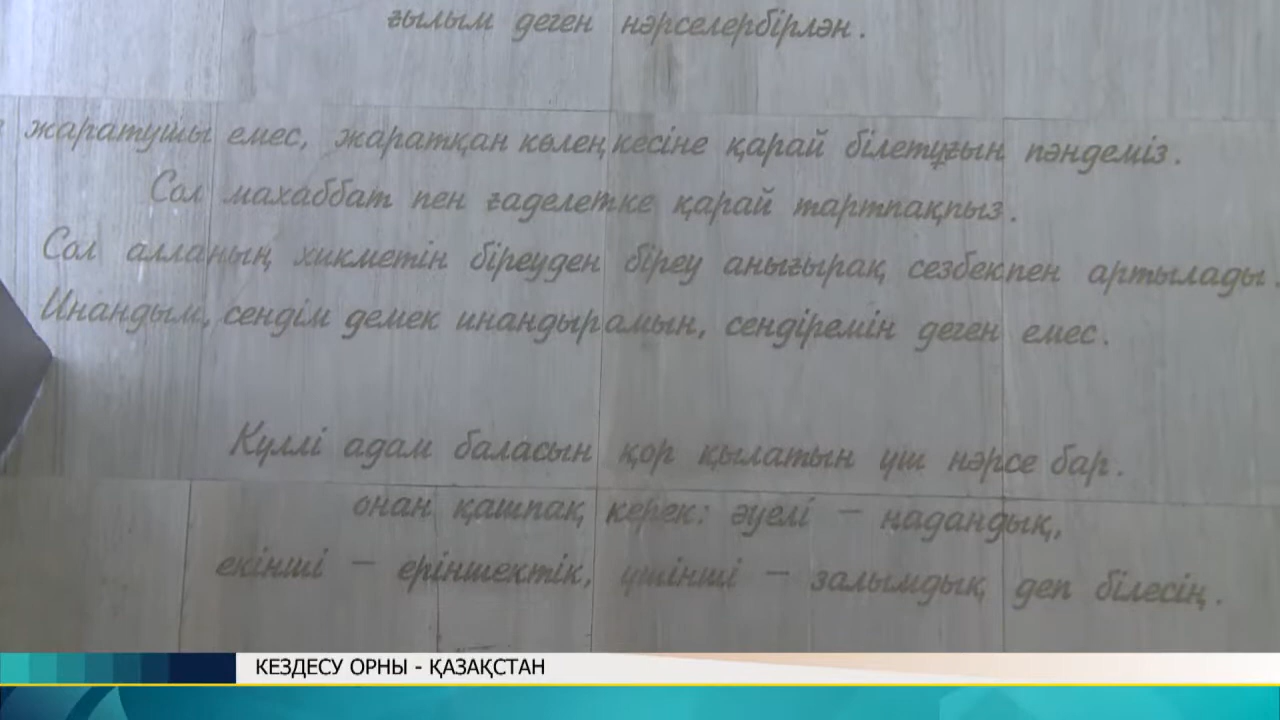 ғылым деген нәрселербірлән.
жаратушы емес, жаратқан көлеңкесіне қарай білетұғын пәндеміз.
Сол махаббат пен ғаделетке қарай тартпақпыз.
Сол алланың хикметін біреуден біреу анығырақ сезбекпен артылады.
Инандым, сендім демек инандырамын, сендіремін деген емес.
Күллі адам баласын қор қылатын үш нәрсе бар.
онан қашпақ керек: әуелі – надандық,
екінші – еріншектік, үшінші – залымдық деп білесің.
КЕЗДЕСУ ОРНЫ - ҚАЗАҚСТАН